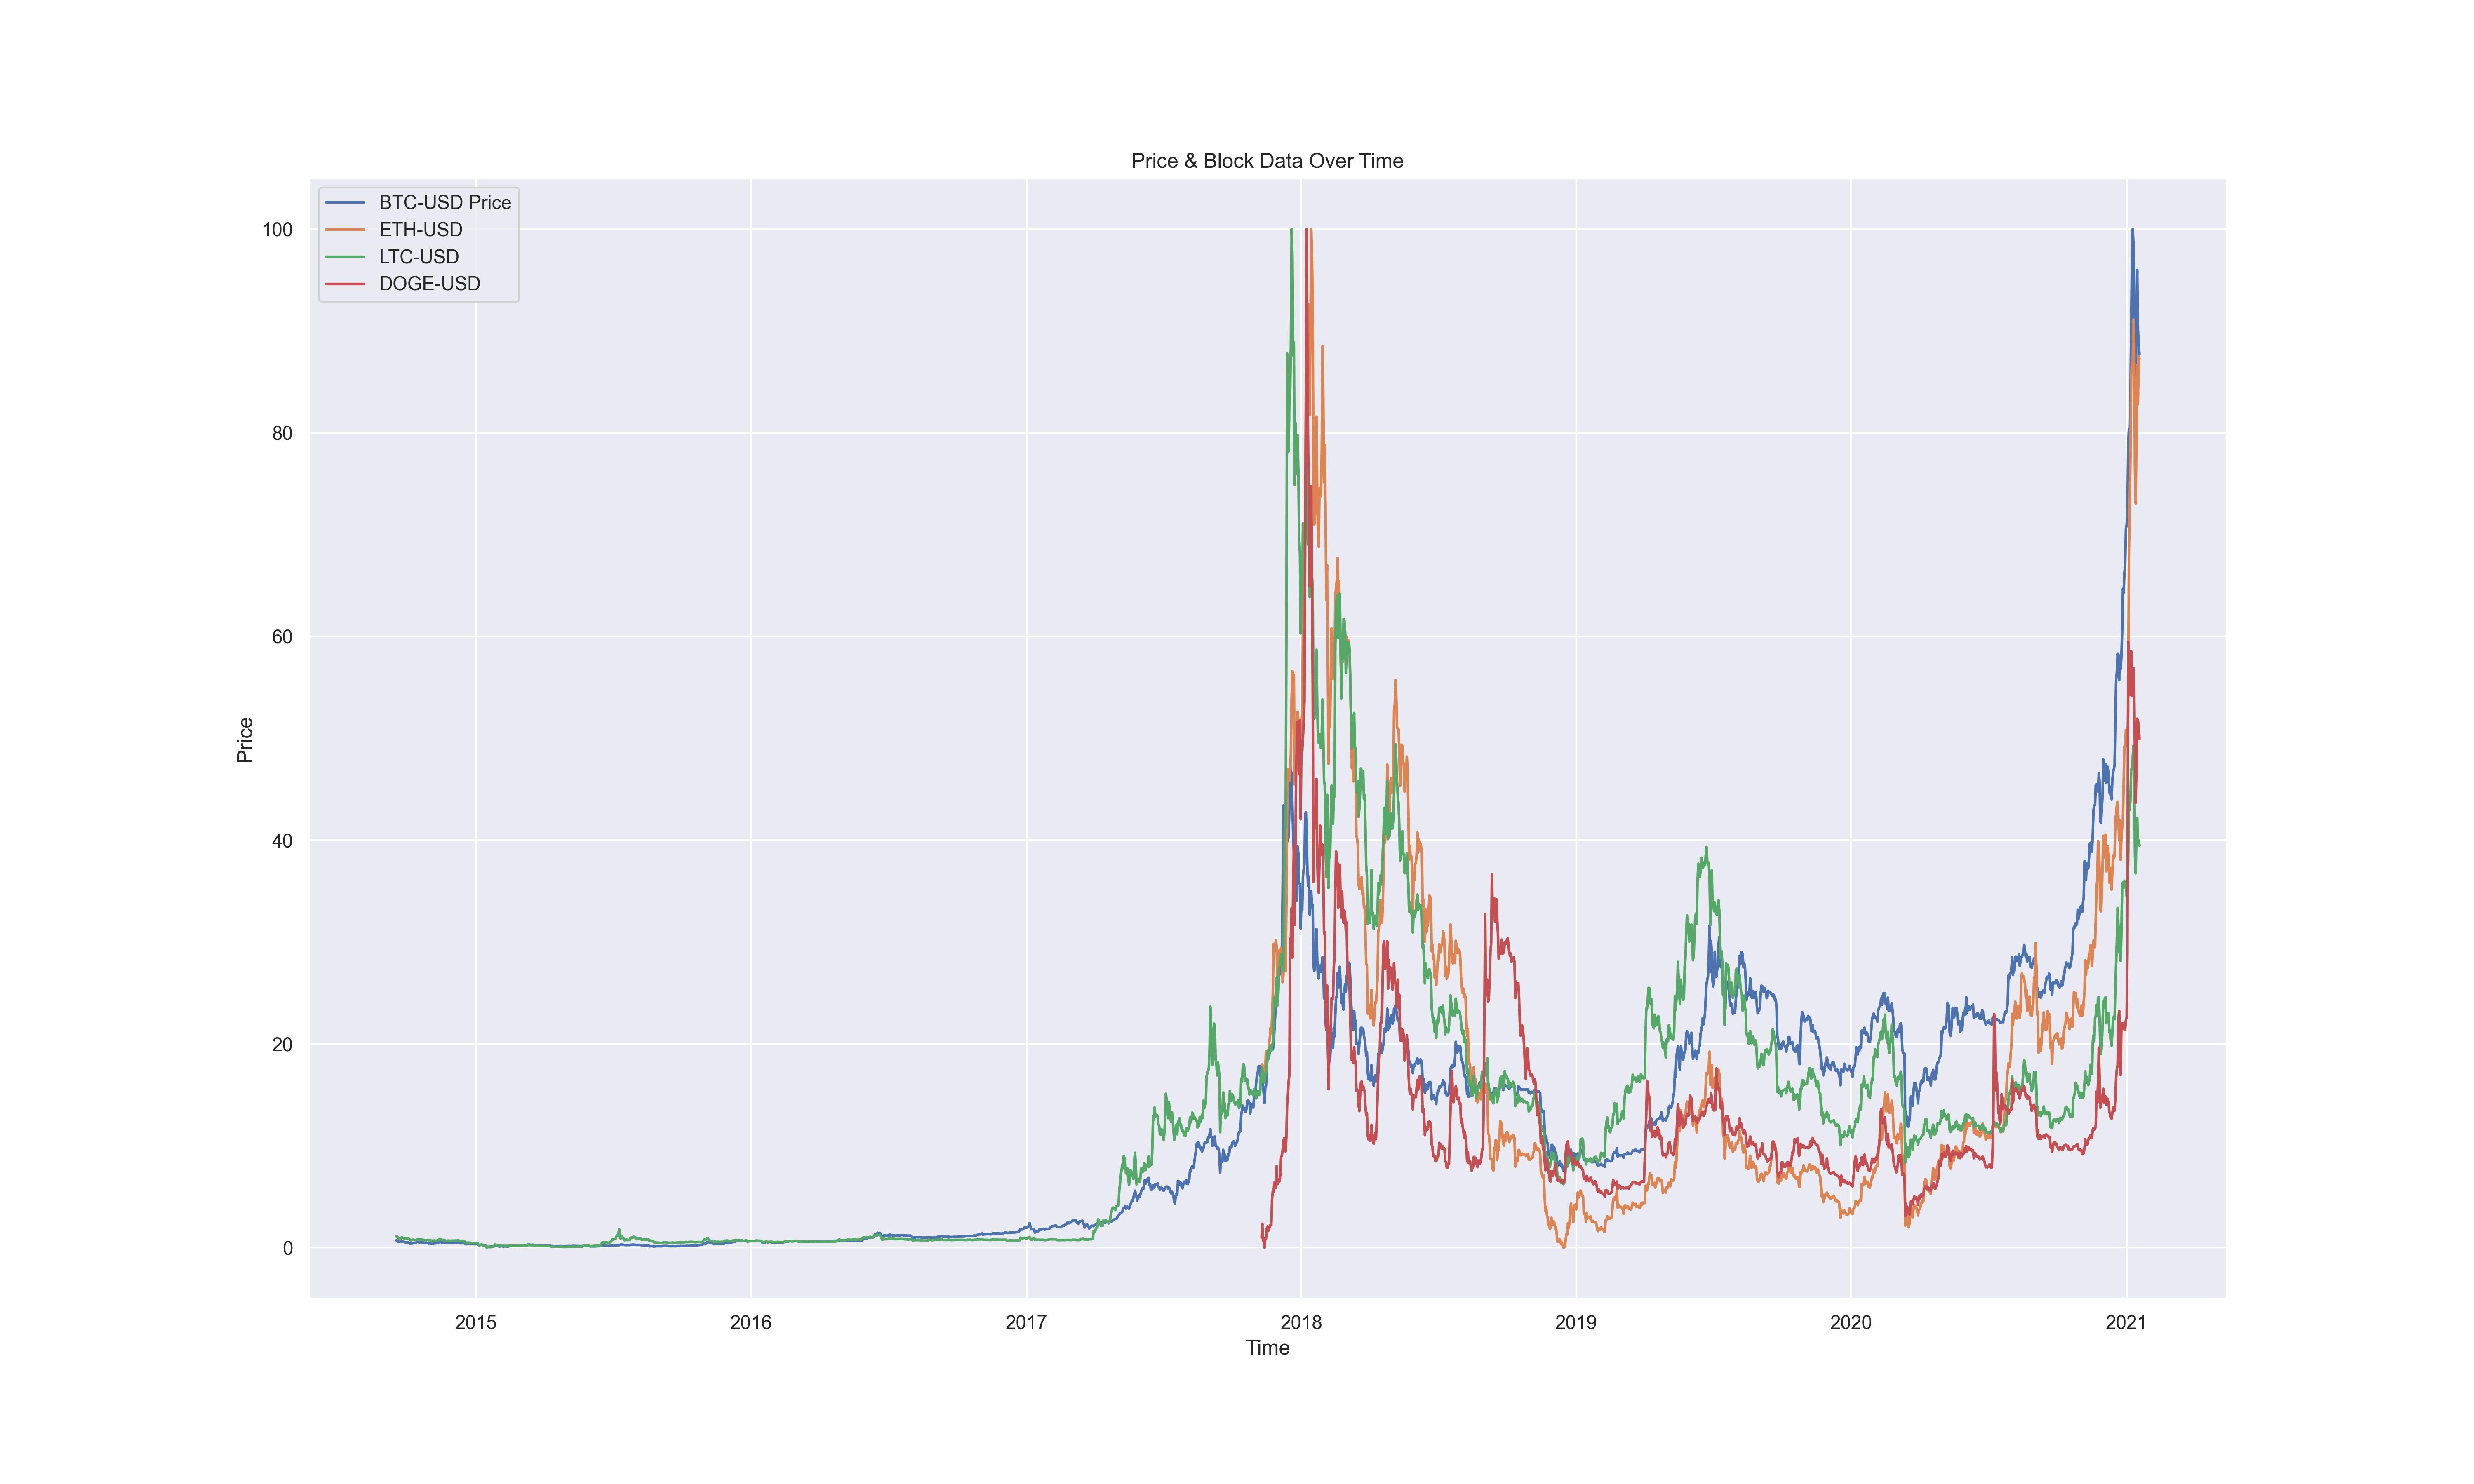 Price & Block Data Over Time
BTC-USD Price
ETH-USD
LTC-USD
DOGE-USD
100
80
60
40
20
0
Price
2015
2016
2017
2018
2019
2020
2021
Time